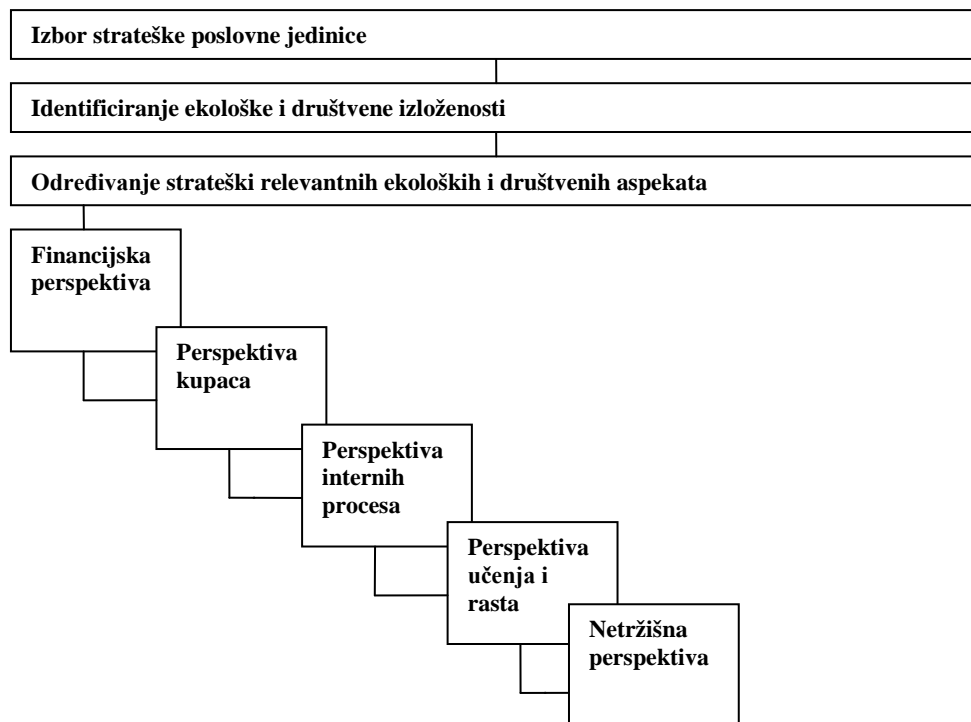 Izbor strateške poslovne jedinice
Identificiranje ekološke i društvene izloženosti
Određivanje strateški relevantnih ekoloških i društvenih aspekata
Financijska
perspektiva
Perspektiva
kupaca
Perspektiva
internih
procesa
Perspektiva
učenja i
rasta
Netržišna
perspektiva